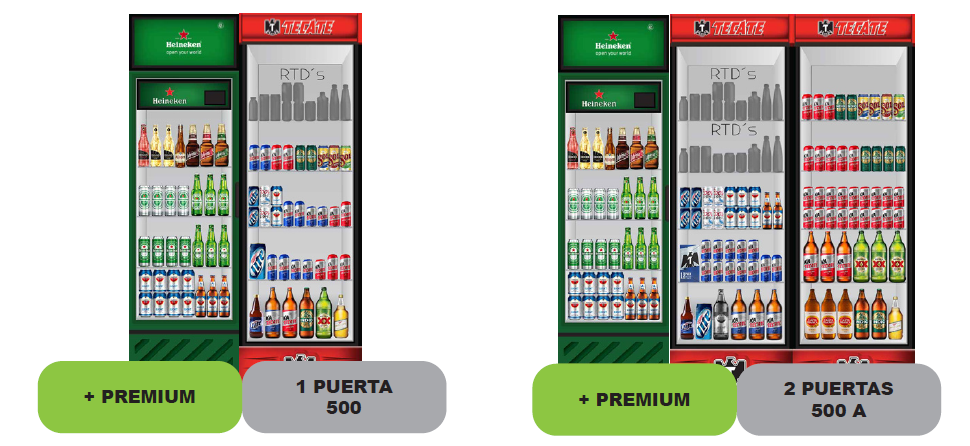 Heineken
open your world
TECATE
Heineken
RTD´s
+ PREMIUM
1 PUERTA
500
Heineken
open your world
TECATE
TECATE
Heineken
RTD´s
RTD´s
+ PREMIUM
2 PUERTAS
500 A